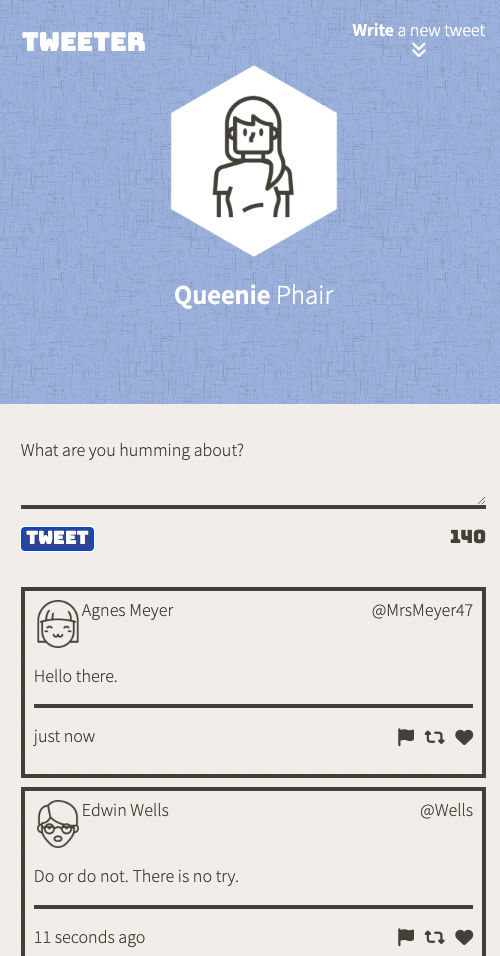 TWEETER
Write a new tweet
Queenie Phair
What are you humming about?
TWEET
140
Agnes Meyer
@MrsMeyer47
Hello there.
just now
Edwin Wells
@Wells
Do or do not. There is no try.
11 seconds ago